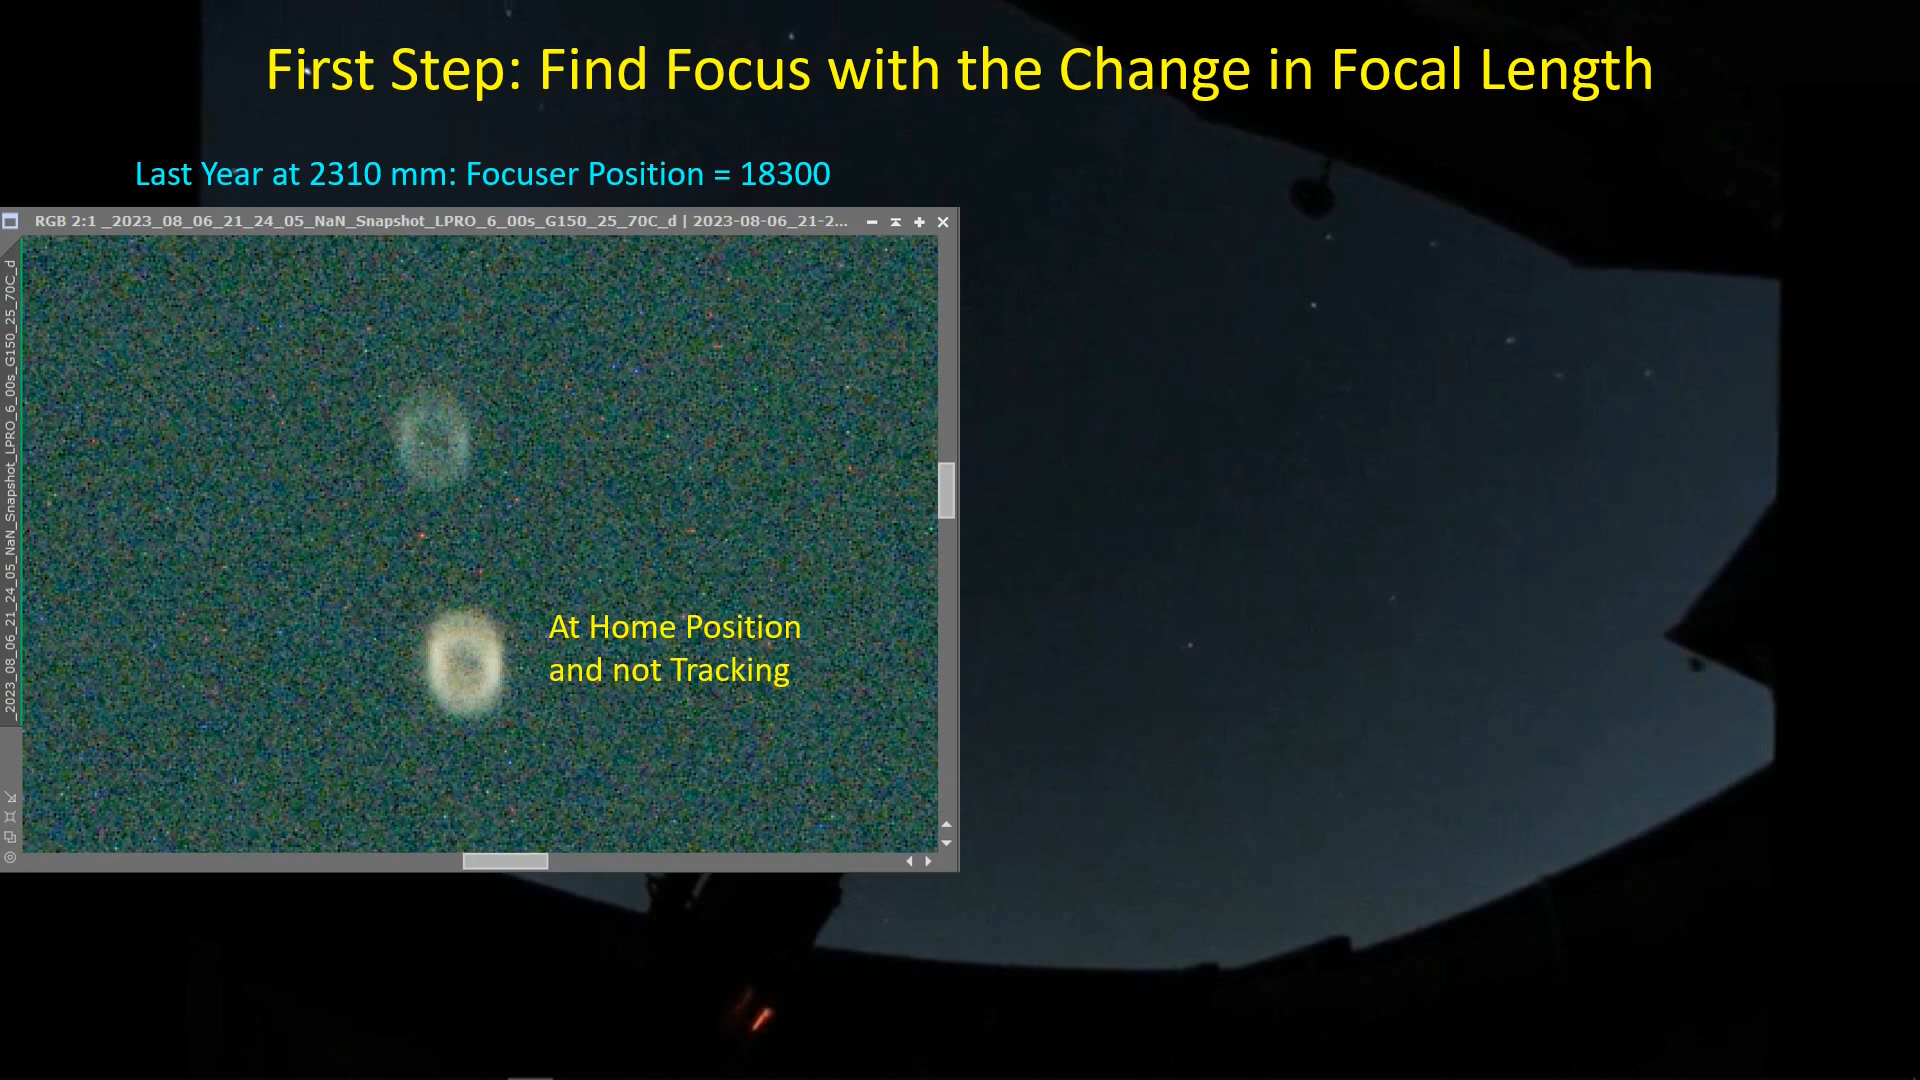 First Step: Find Focus with the Change in Focal Length
Last Year at 2310 mm: Focuser Position = 18300
RGB 2:1 _2023_08_06_21_24_05_NaN_Snapshot_LPRO_6_00s_G150_25_70C_d | 2023-08-06_21-2...
_2023_08_06_21_24_05_NaN_Snapshot_LPRO_6_00s_G150_25_70C_d
At Home Position
and not Tracking